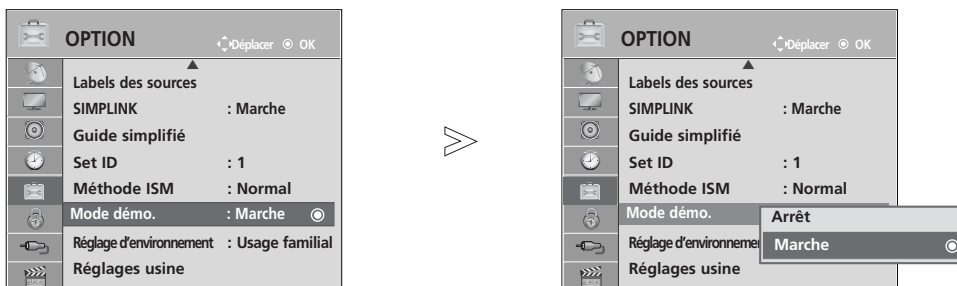 OPTION Déplacer OK
Labels des sources
SIMPLINK : Marche
Guide simplifié
Set ID : 1
Méthode ISM : Normal
Mode démo. : Marche
Réglage d'environnement : Usage familial
Réglages usine
OPTION Déplacer OK
Labels des sources
SIMPLINK : Marche
Guide simplifié
Set ID : 1
Méthode ISM : Normal
Mode démo.
Arrêt
Réglage d'environnemen
Marche
Réglages usine